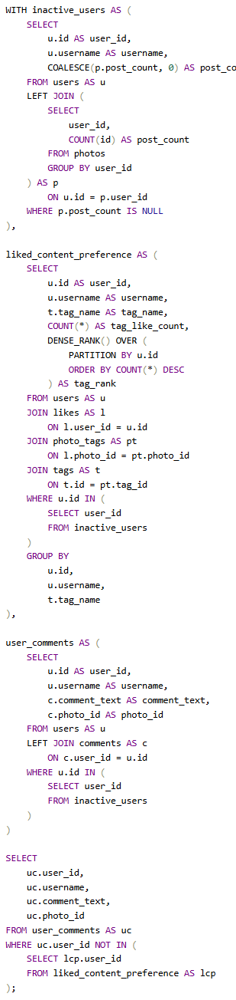 WITH inactive_users AS (
    SELECT
        u.id AS user_id,
        u.username AS username,
        COALESCE(p.post_count, 0) AS post_co
    FROM users AS u
    LEFT JOIN (
        SELECT
            user_id,
            COUNT(id) AS post_count
        FROM photos
        GROUP BY user_id
    ) AS p
        ON u.id = p.user_id
    WHERE p.post_count IS NULL
),

liked_content_preference AS (
    SELECT
        u.id AS user_id,
        u.username AS username,
        t.tag_name AS tag_name,
        COUNT(*) AS tag_like_count,
        DENSE_RANK() OVER (
            PARTITION BY u.id
            ORDER BY COUNT(*) DESC
        ) AS tag_rank
    FROM users AS u
    JOIN likes AS l
        ON l.user_id = u.id
    JOIN photo_tags AS pt
        ON l.photo_id = pt.photo_id
    JOIN tags AS t
        ON t.id = pt.tag_id
    WHERE u.id IN (
        SELECT user_id
        FROM inactive_users
    )
    GROUP BY
        u.id,
        u.username,
        t.tag_name
),

user_comments AS (
    SELECT
        u.id AS user_id,
        u.username AS username,
        c.comment_text AS comment_text,
        c.photo_id AS photo_id
    FROM users AS u
    LEFT JOIN comments AS c
        ON c.user_id = u.id
    WHERE u.id IN (
        SELECT user_id
        FROM inactive_users
    )
)

SELECT
    uc.user_id,
    uc.username,
    uc.comment_text,
    uc.photo_id
FROM user_comments AS uc
WHERE uc.user_id NOT IN (
    SELECT lcp.user_id
    FROM liked_content_preference AS lcp
);